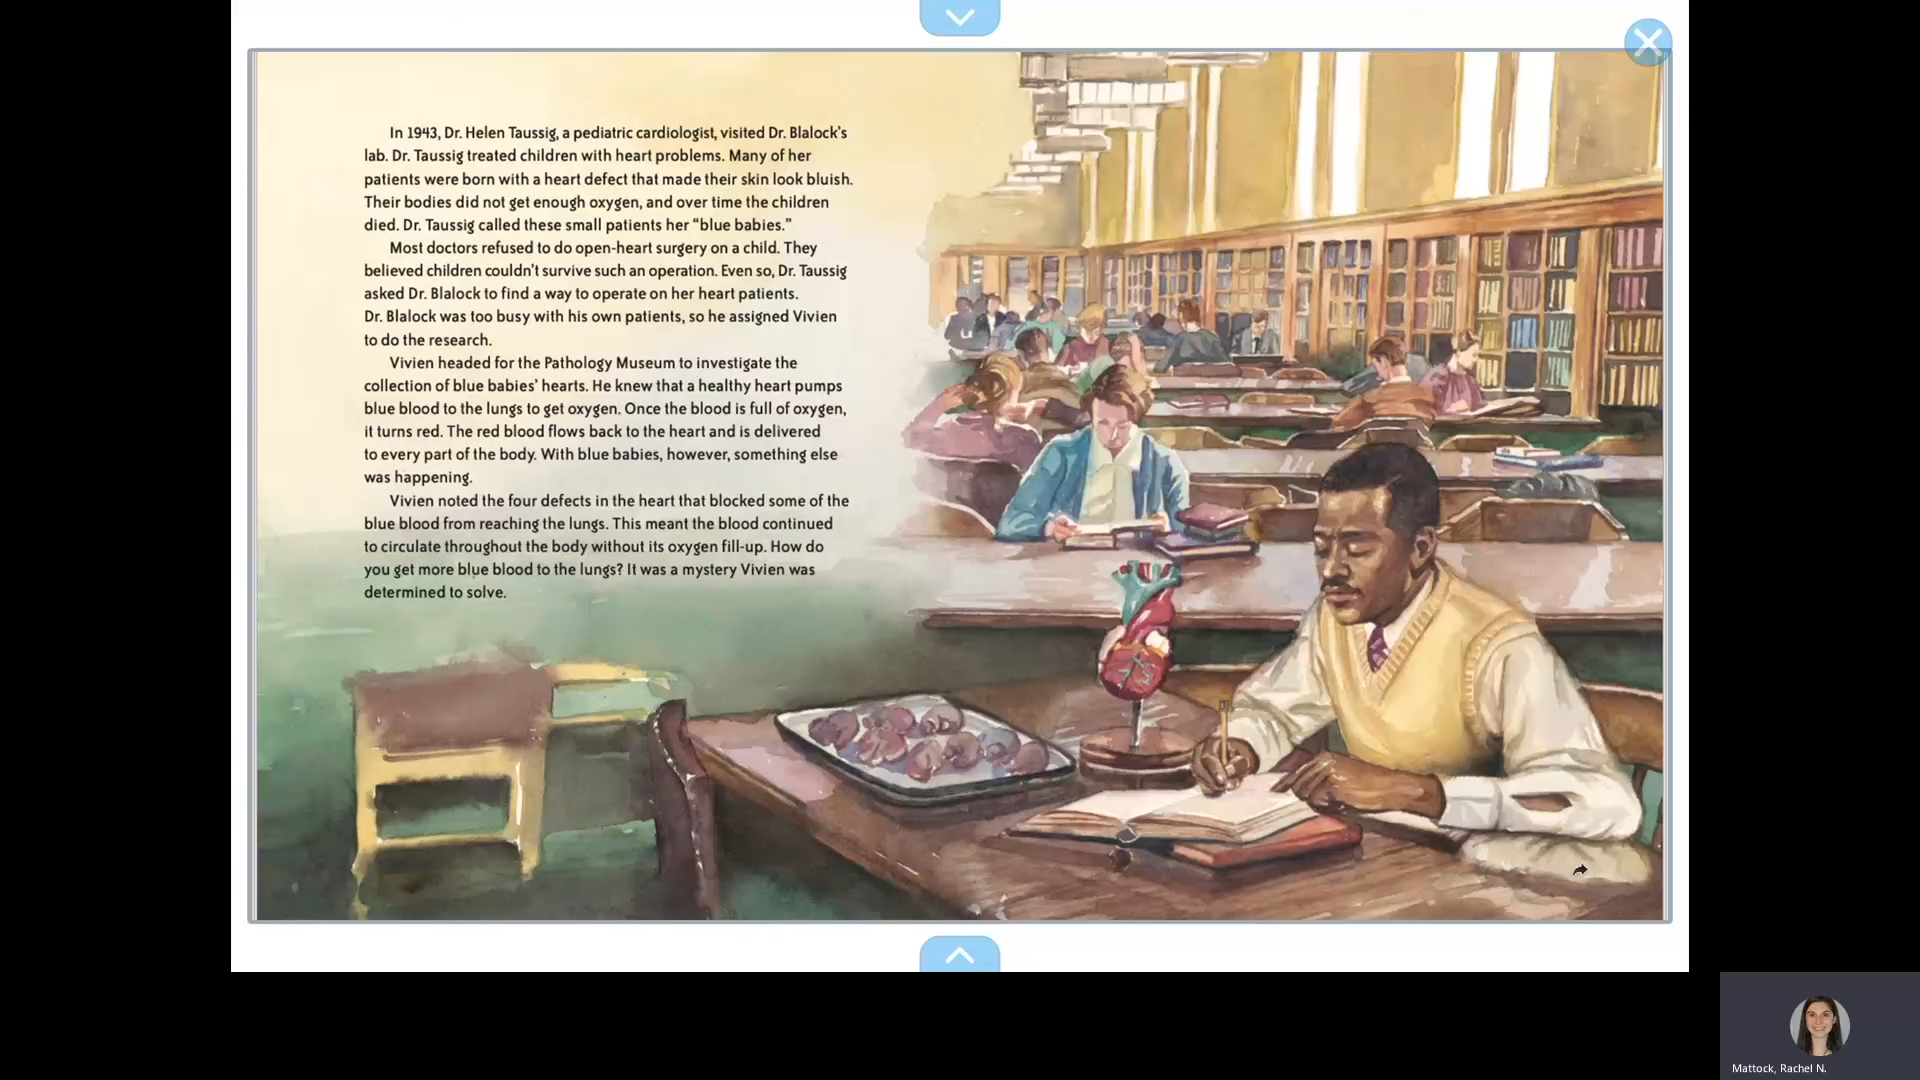 In 1943, Dr. Helen Taussig, a pediatric cardiologist, visited Dr. Blalock’s
lab. Dr. Taussig treated children with heart problems. Many of her
patients were born with a heart defect that made their skin look bluish.
Their bodies did not get enough oxygen, and over time the children
died. Dr. Taussig called these small patients her “blue babies.”
Most doctors refused to do open-heart surgery on a child. They
believed children couldn’t survive such an operation. Even so, Dr. Taussig
asked Dr. Blalock to find a way to operate on her heart patients.
Dr. Blalock was too busy with his own patients, so he assigned Vivien
to do the research.
Vivien headed for the Pathology Museum to investigate the
collection of blue babies’ hearts. He knew that a healthy heart pumps
blue blood to the lungs to get oxygen. Once the blood is full of oxygen,
it turns red. The red blood flows back to the heart and is delivered
to every part of the body. With blue babies, however, something else
was happening.
Vivien noted the four defects in the heart that blocked some of the
blue blood from reaching the lungs. This meant the blood continued
to circulate throughout the body without its oxygen fill-up. How do
you get more blue blood to the lungs? It was a mystery Vivien was
determined to solve.
Mattock, Rachel N.